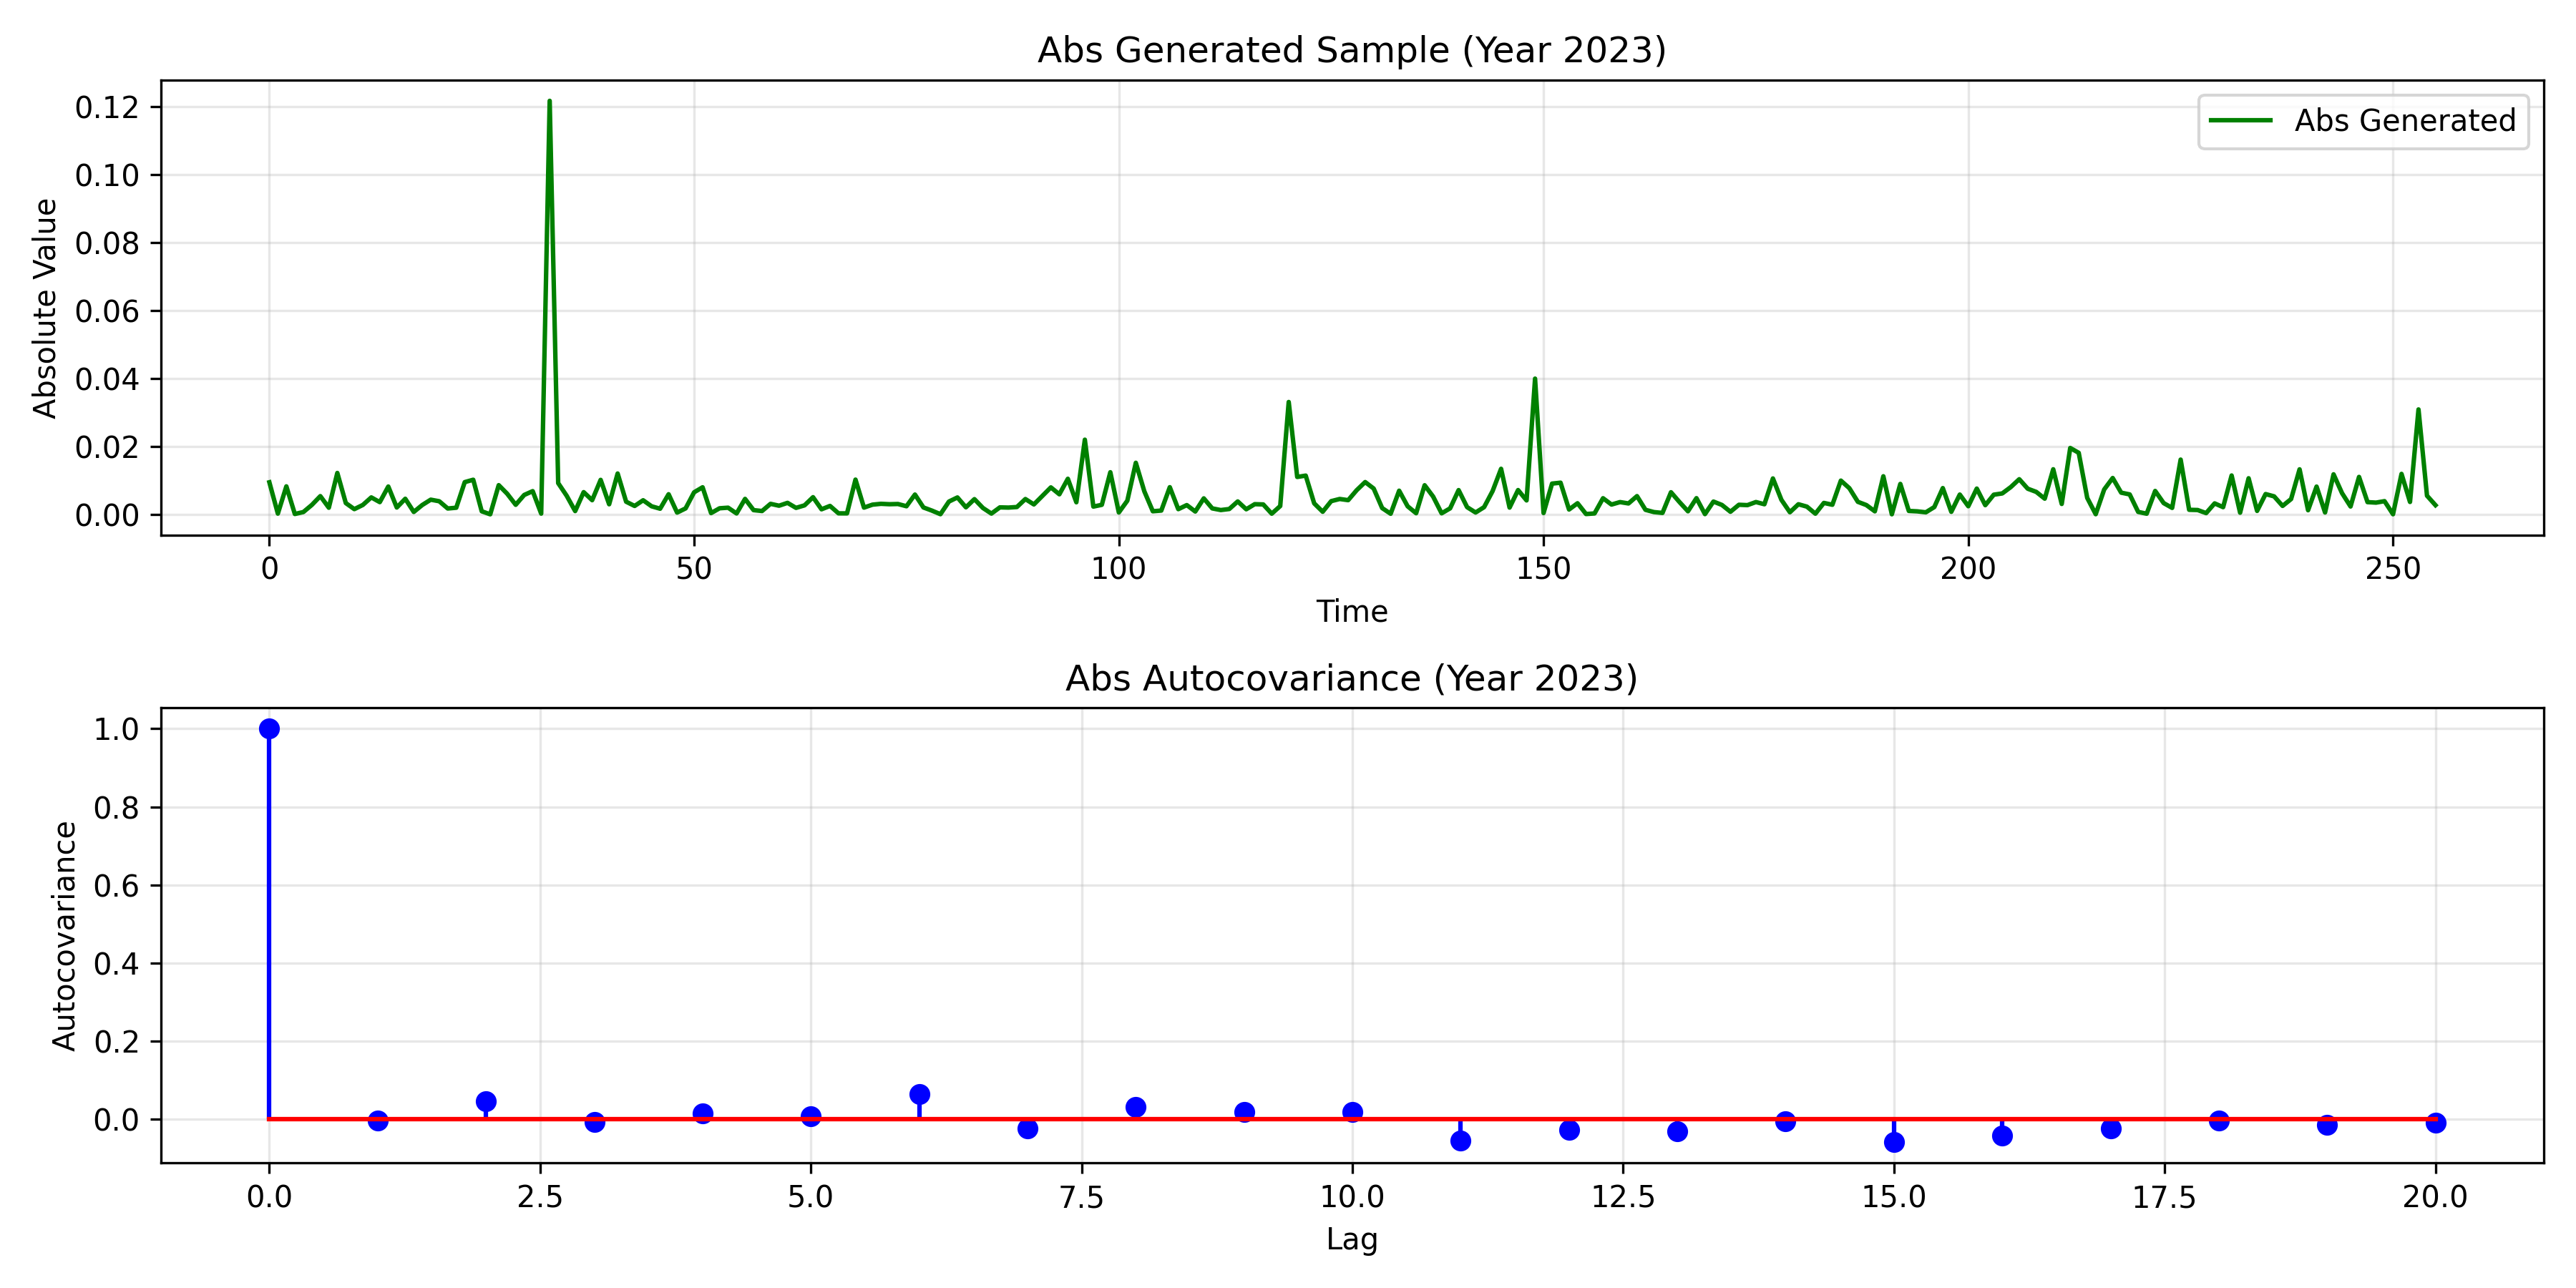 Abs Generated Sample (Year 2023)
Abs Generated
Absolute Value
0.12
0.10
0.08
0.06
0.04
0.02
0.00
0 50 100 150 200 250
Time
Abs Autocovariance (Year 2023)
Autocovariance
1.0
0.8
0.6
0.4
0.2
0.0
0.0 2.5 5.0 7.5 10.0 12.5 15.0 17.5 20.0
Lag